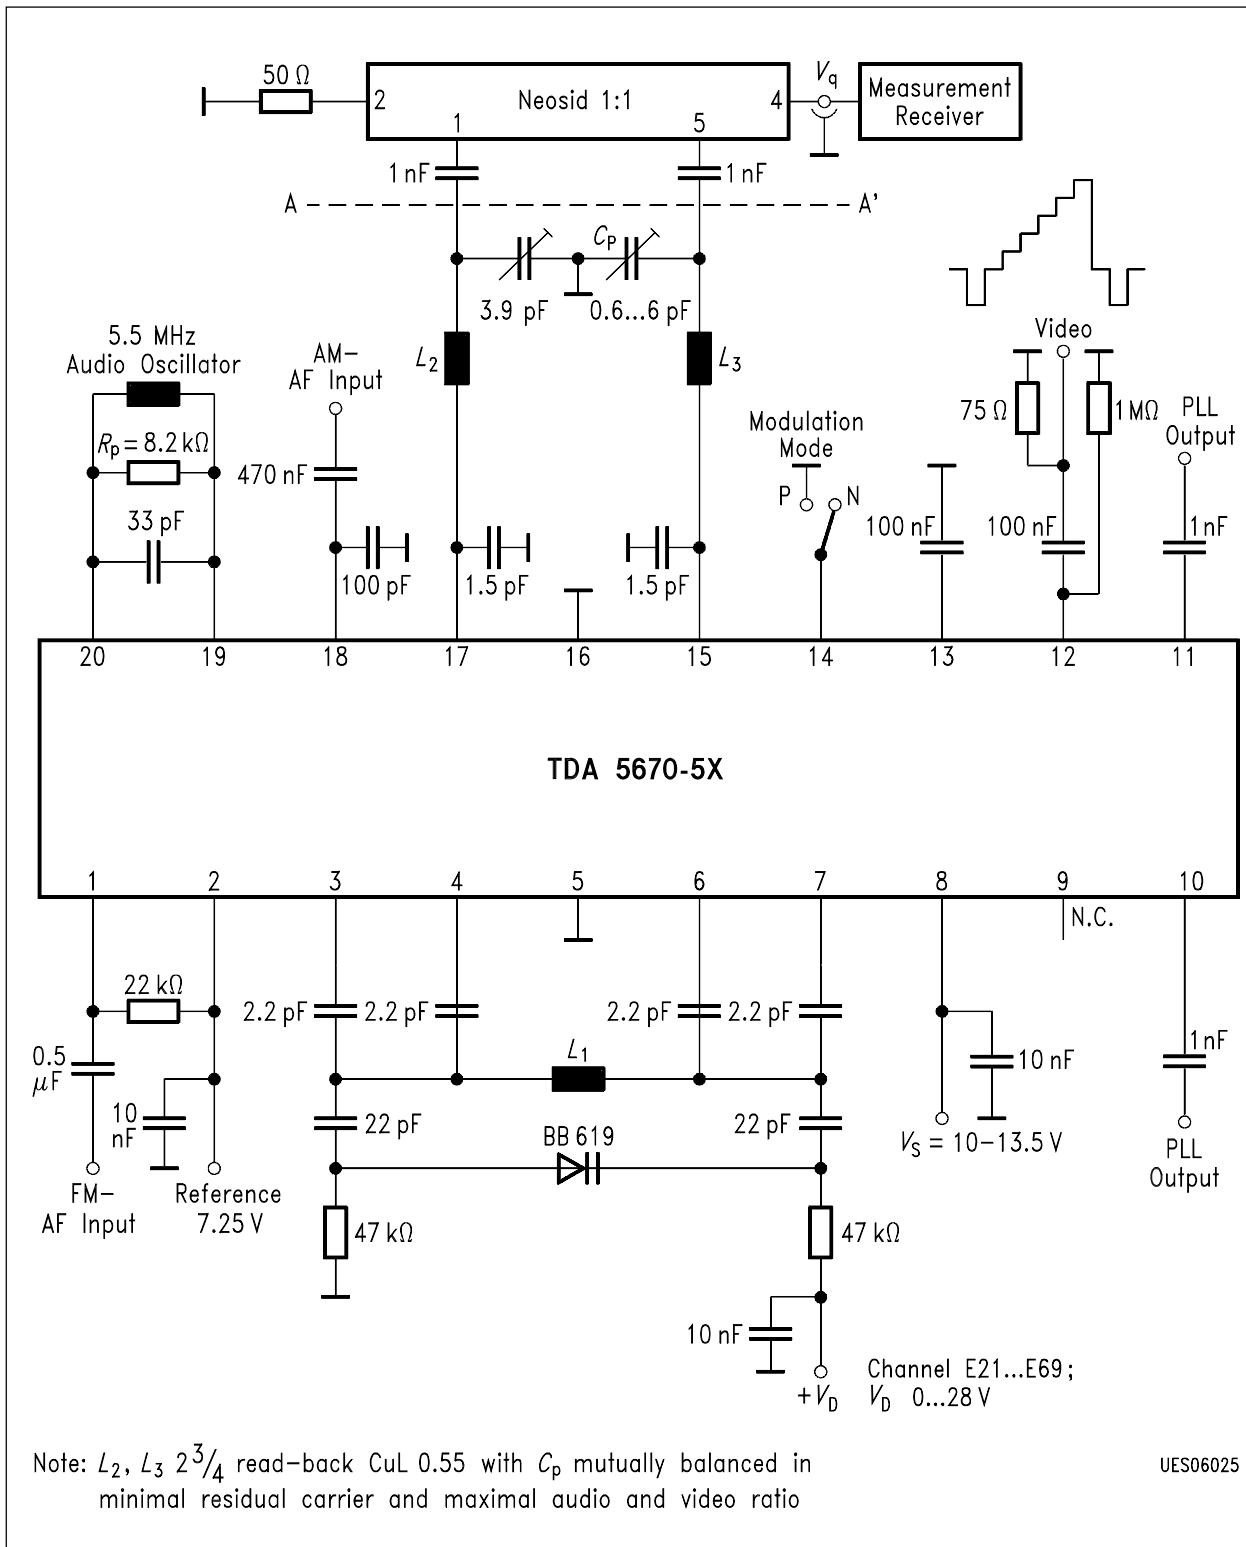 50 Ω
2
Neosid 1:1
4
1
5
Vq
Measurement
Receiver
1 nF
1 nF
A
A'
CP
3.9 pF
0.6...6 pF
5.5 MHz
Audio Oscillator
AM–
AF Input
L2
L3
Video
75 Ω
1 MΩ
PLL
Output
Modulation
Mode
P
N
Rp = 8.2 kΩ
470 nF
33 pF
100 pF
1.5 pF
1.5 pF
100 nF
100 nF
1 nF
20
19
18
17
16
15
14
13
12
11
TDA 5670-5X
1
2
3
4
5
6
7
8
9
10
N.C.
22 kΩ
2.2 pF
2.2 pF
2.2 pF
2.2 pF
0.5
μF
L1
10 nF
1 nF
10
nF
22 pF
22 pF
BB 619
VS = 10–13.5 V
PLL
Output
FM–
AF Input
Reference
7.25 V
47 kΩ
47 kΩ
10 nF
+VD
Channel E21...E69;
VD 0...28 V
Note: L2, L3 2 3/4 read–back CuL 0.55 with Cp mutually balanced in
minimal residual carrier and maximal audio and video ratio
UES06025